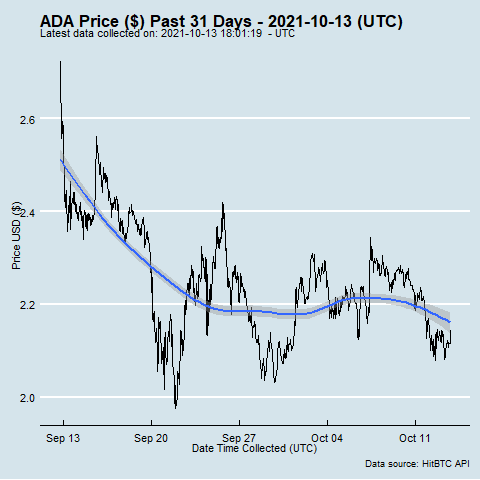 ADA Price ($) Past 31 Days - 2021-10-13 (UTC)
Latest data collected on: 2021-10-13 18:01:19 - UTC
2.6
2.4
2.2
2.0
Price USD ($)
Sep 13 Sep 20 Sep 27 Oct 04 Oct 11
Date Time Collected (UTC)
Data source: HitBTC API